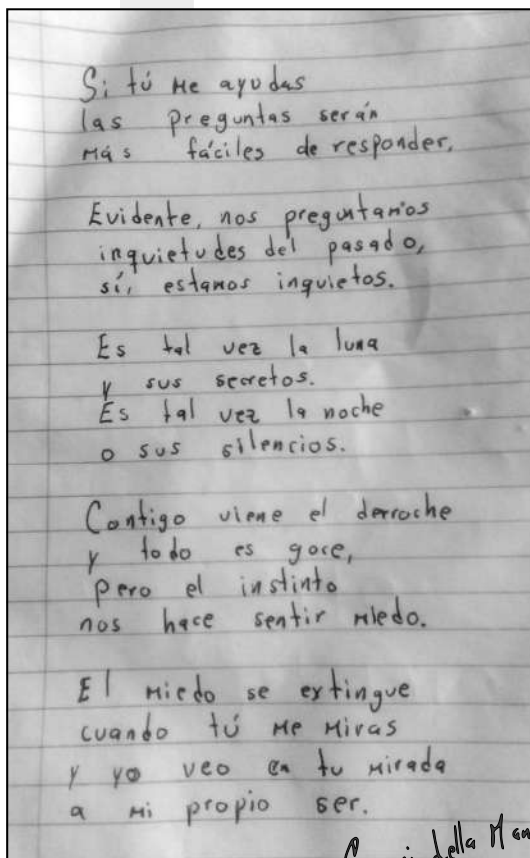 Si tú me ayudas
las preguntas serán
más fáciles de responder.
Evidente, nos preguntamos
inquietudes del pasado,
sí, estamos inquietos.
Es tal vez la luna
y sus secretos.
Es tal vez la noche
o sus silencios.
Contigo viene el derroche
y todo es goce,
pero el instinto
nos hace sentir miedo.
El miedo se extingue
cuando tú me miras
y yo veo en tu mirada
a mi propio ser.
della